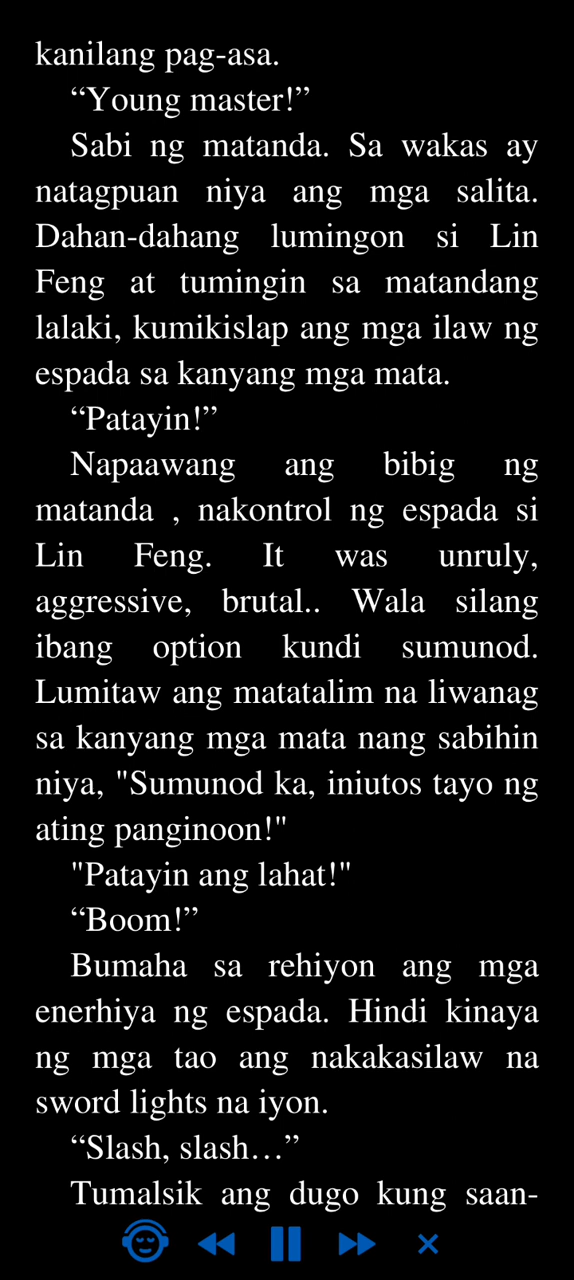 kanilang pag-asa.
“Young master!”
Sabi ng matanda. Sa wakas ay
natagpuan niya ang mga salita.
Dahan-dahang lumingon si Lin
Feng at tumingin sa matandang
lalaki, kumikislap ang mga ilaw ng
espada sa kanyang mga mata.
“Patayin!”
Napaawang ang bibig ng
matanda , nakontrol ng espada si
Lin Feng. It was unruly,
aggressive, brutal.. Wala silang
ibang option kundi sumunod.
Lumitaw ang matatalim na liwanag
sa kanyang mga mata nang sabihin
niya, "Sumunod ka, iniutos tayo ng
ating panginoon!"
"Patayin ang lahat!"
“Boom!”
Bumaha sa rehiyon ang mga
enerhiya ng espada. Hindi kinaya
ng mga tao ang nakakasilaw na
sword lights na iyon.
“Slash, slash…”
Tumalsik ang dugo kung saan-